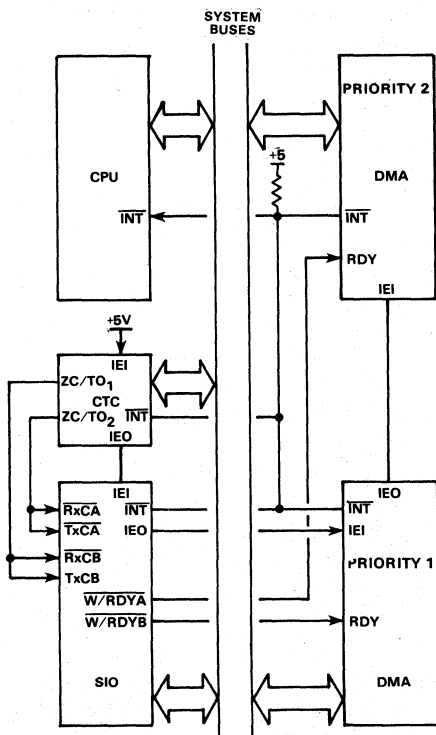 SYSTEM
BUSES
CPU
INT
PRIORITY 2
DMA
+5
INT
RDY
IEI
+5V
IEI
ZC/TO1
CTC
ZC/TO2
INT
IEO
IEI
RxCA
INT
TxCA
IEO
RxCB
TxCB
W/RDYA
W/RDYB
SIO
IEO
INT
IEI
PRIORITY 1
RDY
DMA